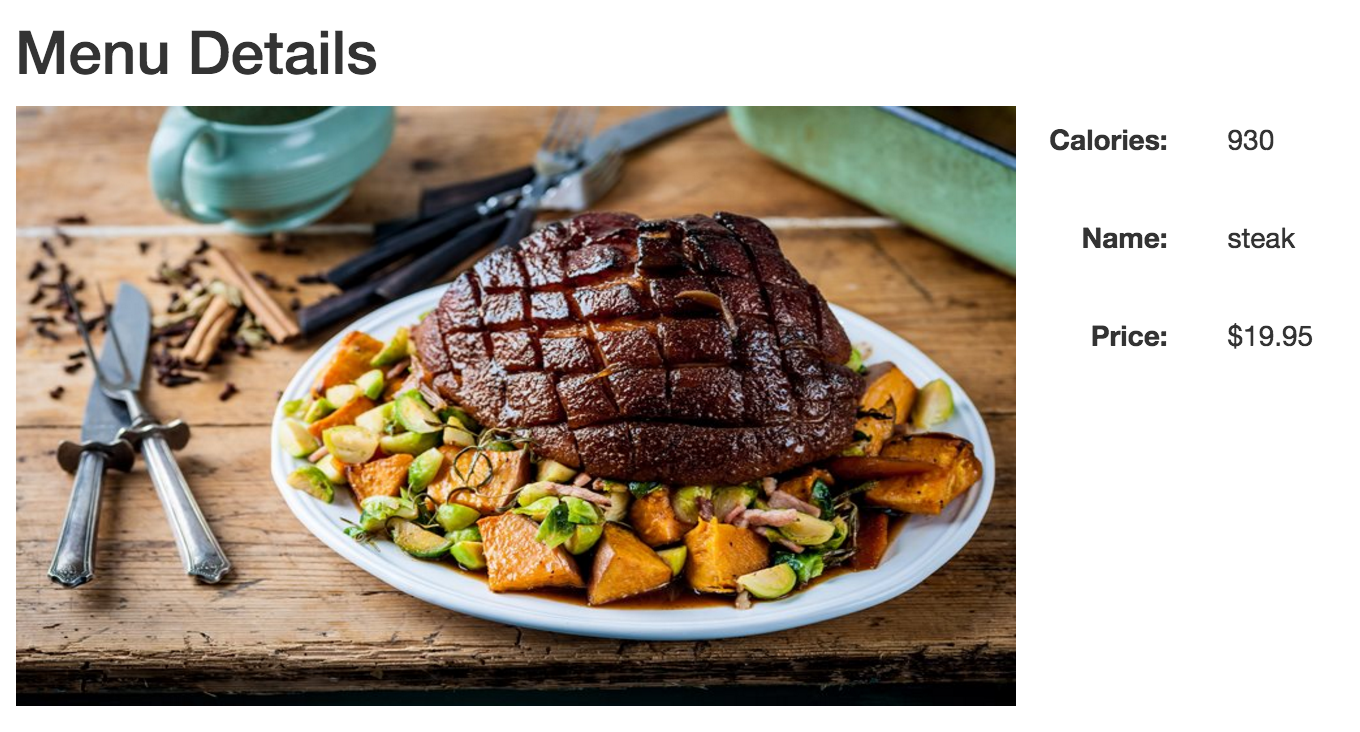 Menu Details
Calories: 930
Name: steak
Price: $19.95